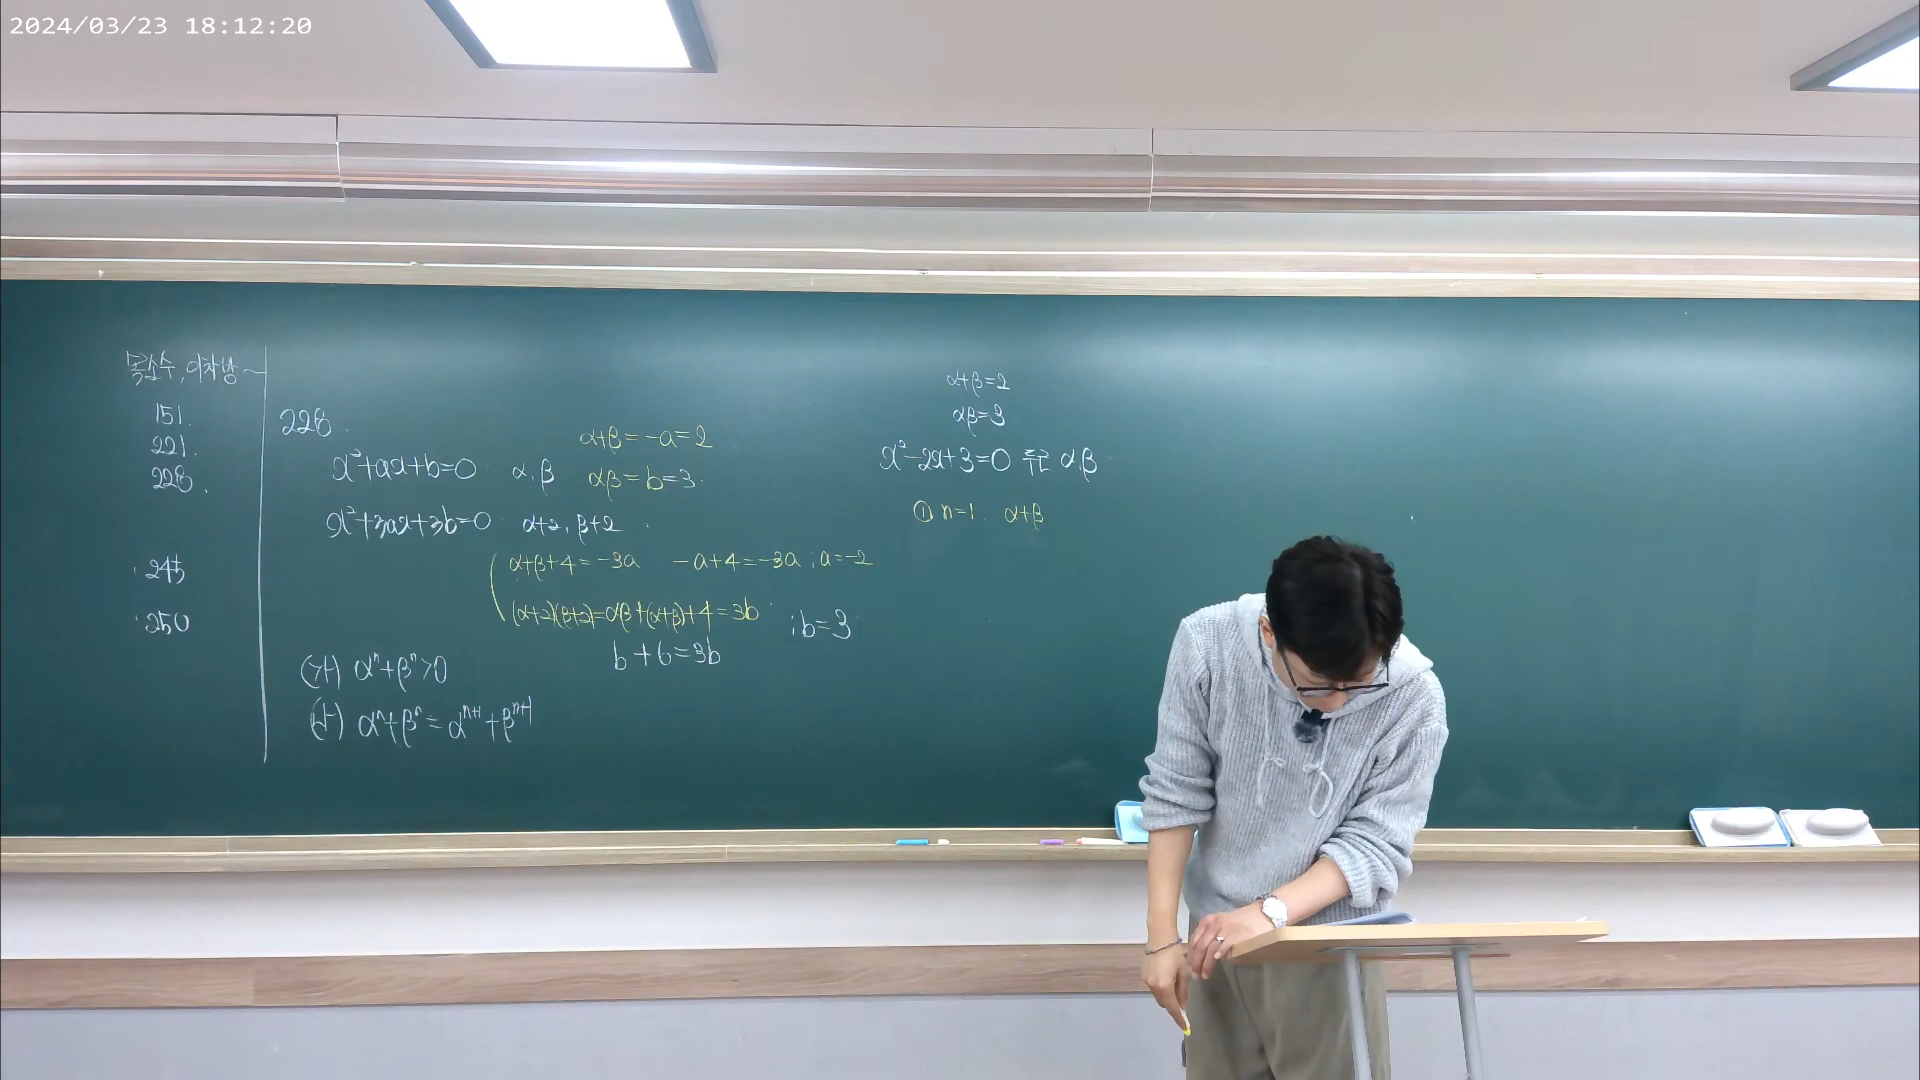 2024/03/23 18:12:20
복소수, 이차방~
151.
221.
228.
245
250
228.
x²+ax+b=0 α, β
α+β=-a=2
αβ=b=3.
x²+3ax+3b=0 α+2, β+2
α+β+4=-3a -a+4=-3a ; a=-2
(α+2)(β+2)=αβ+(α+β)+4=3b ; b=3
b+6=3b
(가) αⁿ+βⁿ>0
(나) αⁿ+βⁿ=αⁿ⁺¹+βⁿ⁺¹
α+β=2
αβ=3
x²-2x+3=0 두근 α, β
① n=1. α+β